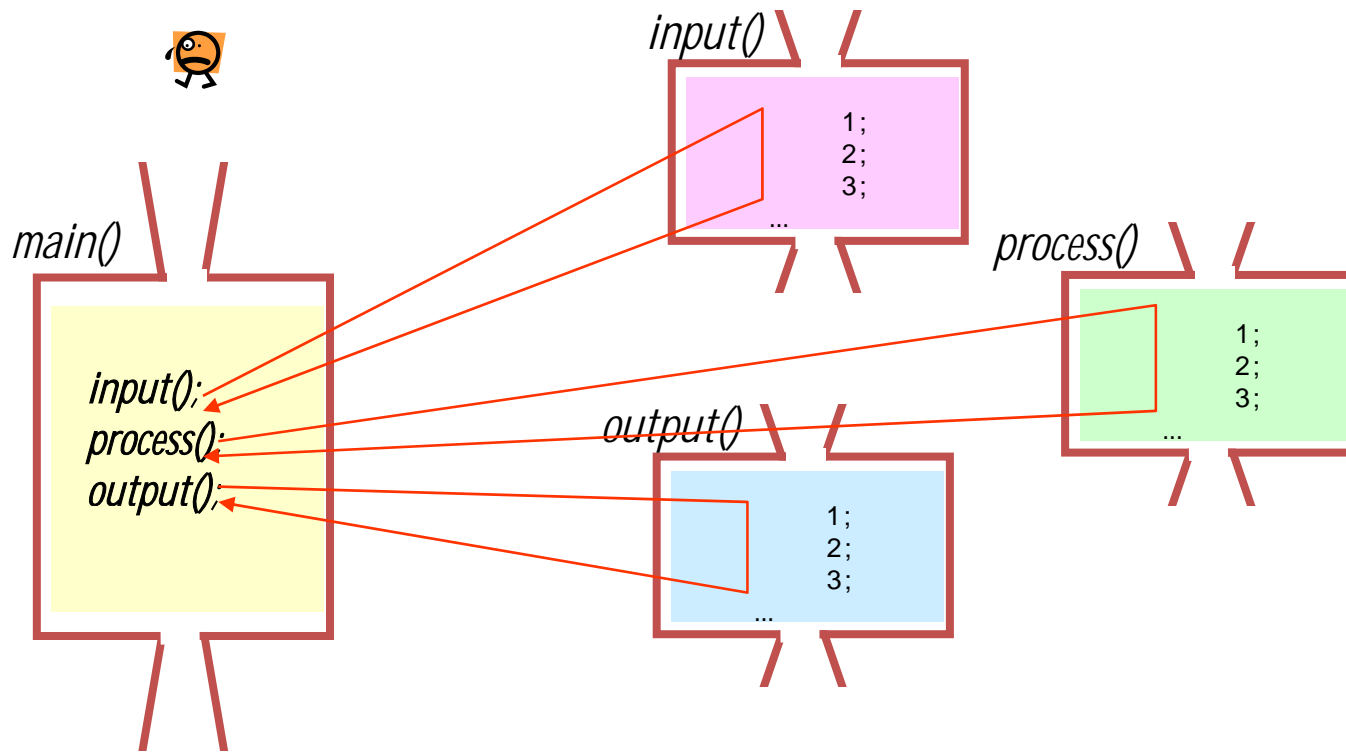 main()
input();
process();
output();
input()
1;
2;
3;
...
process()
1;
2;
3;
...
output()
1;
2;
3;
...